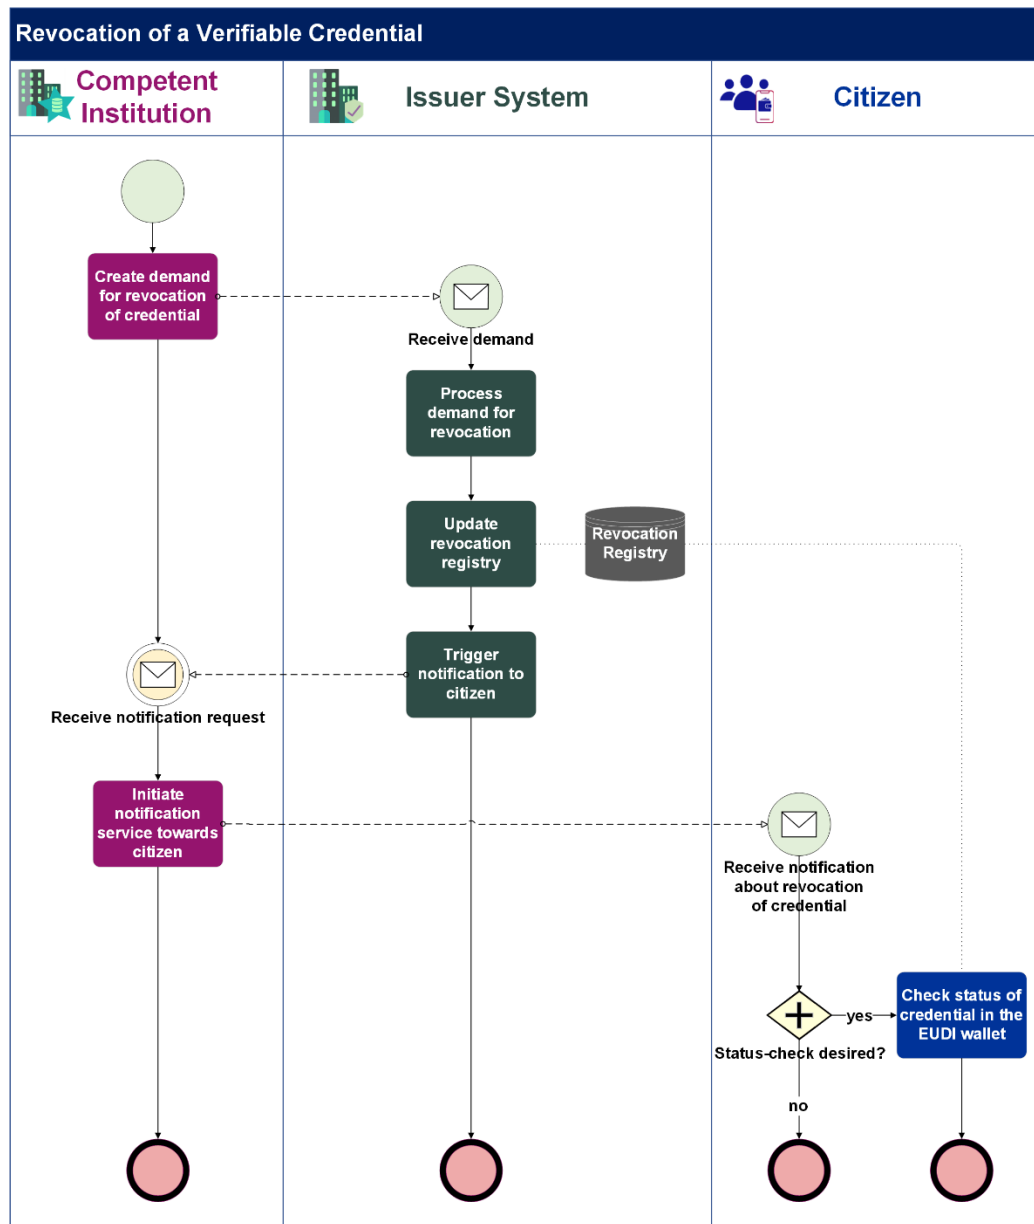 Revocation of a Verifiable Credential
Competent
Institution
Issuer System
Citizen
Create demand
for revocation
of credential
Receive demand
Process
demand for
revocation
Update
revocation
registry
Revocation
Registry
Trigger
notification to
citizen
Receive notification request
Initiate
notification
service towards
citizen
Receive notification
about revocation
of credential
Check status of
credential in the
EUDI wallet
yes
Status-check desired?
no